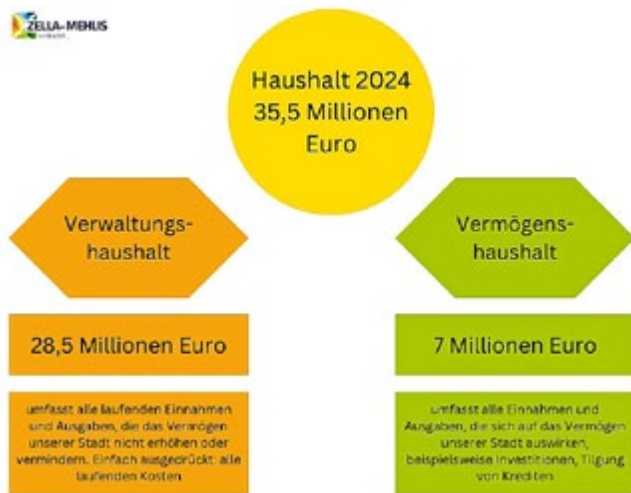 ZELLA-MEHLIS
Haushalt 2024
35,5 Millionen
Euro
Verwaltungs-
haushalt
Vermögens-
haushalt
28,5 Millionen Euro
7 Millionen Euro
umfasst alle laufenden Einnahmen
und Ausgaben, die das Vermögen
unserer Stadt nicht erhöhen oder
vermindern. Einfach ausgedrückt: alle
laufenden Kosten
umfasst alle Einnahmen und
Ausgaben, die sich auf das Vermögen
unserer Stadt auswirken,
beispielsweise Investitionen, Tilgung
von Krediten